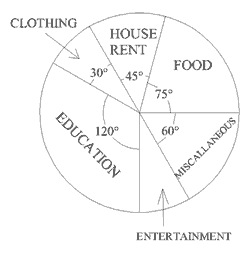 CLOTHING
HOUSE
RENT
FOOD
30°
45°
75°
120°
60°
EDUCATION
MISCALLANEOUS
ENTERTAINMENT